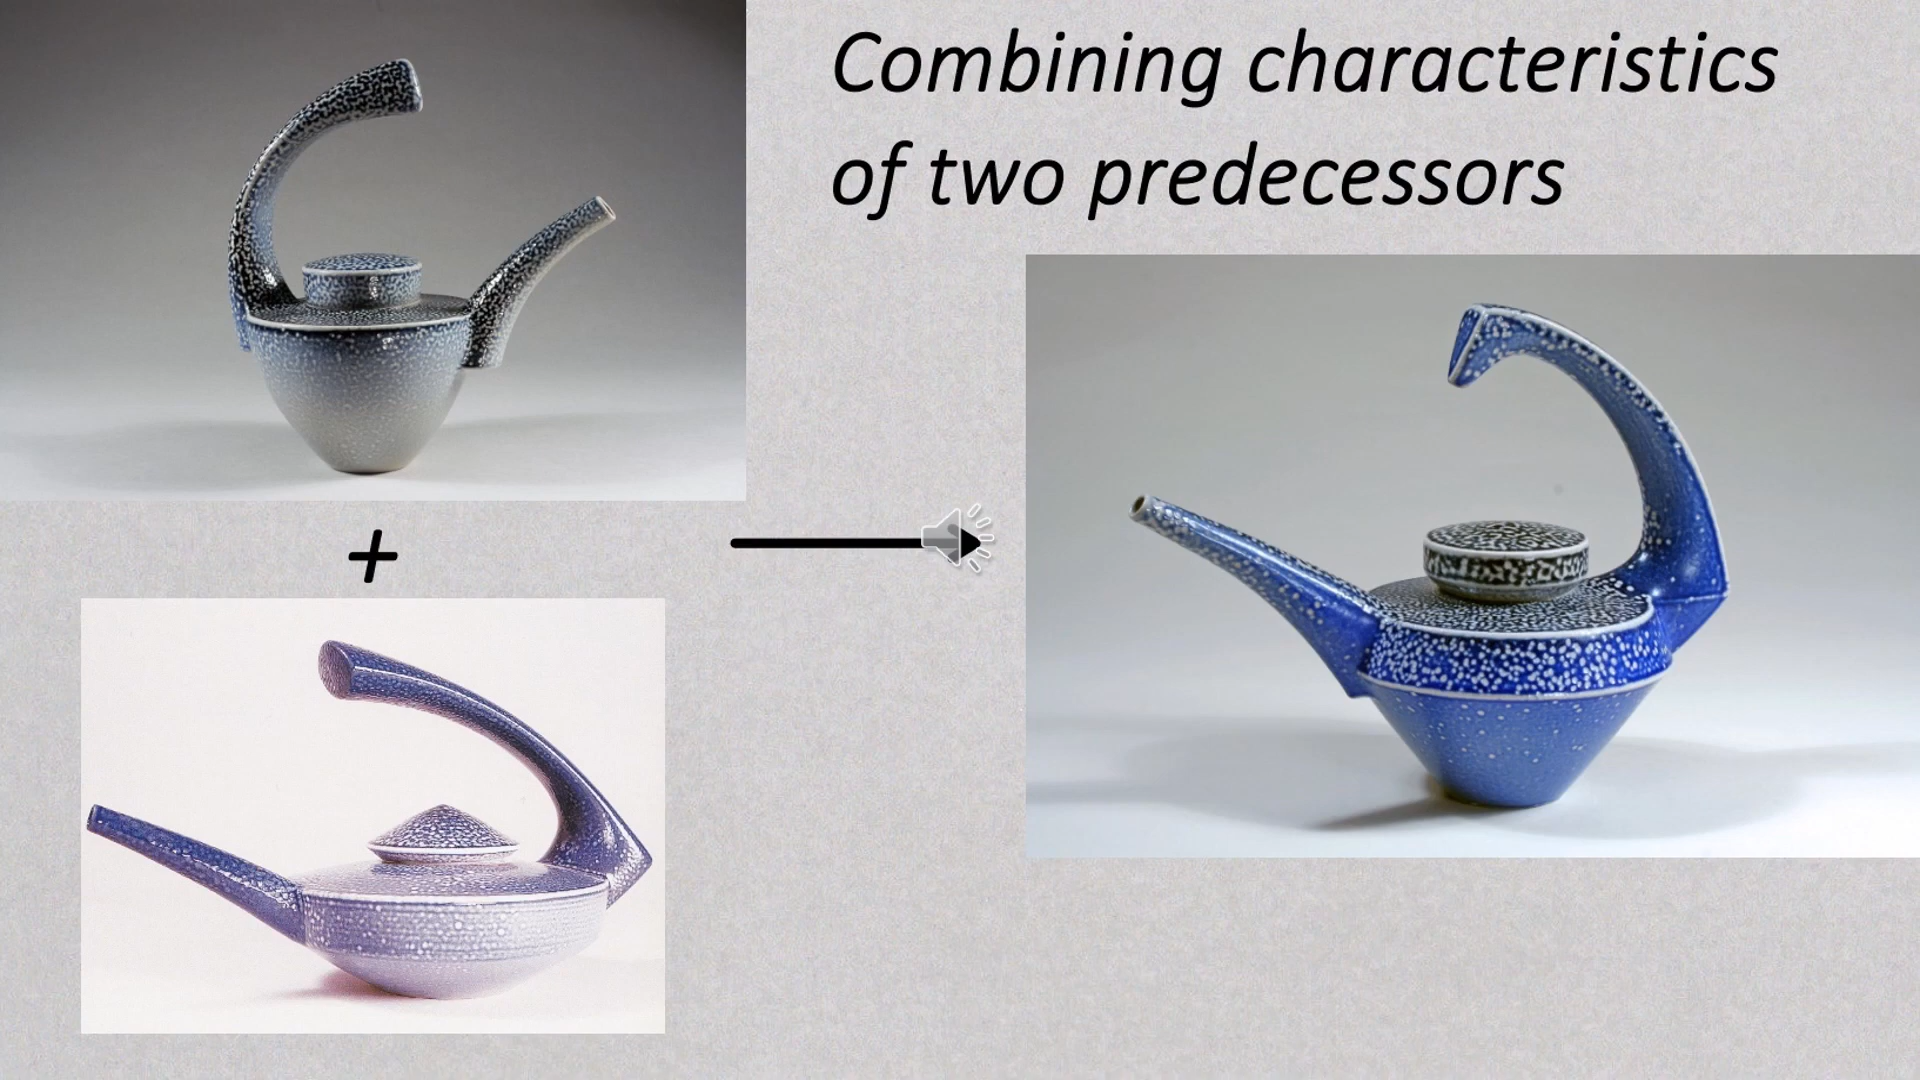 Combining characteristics
of two predecessors
+